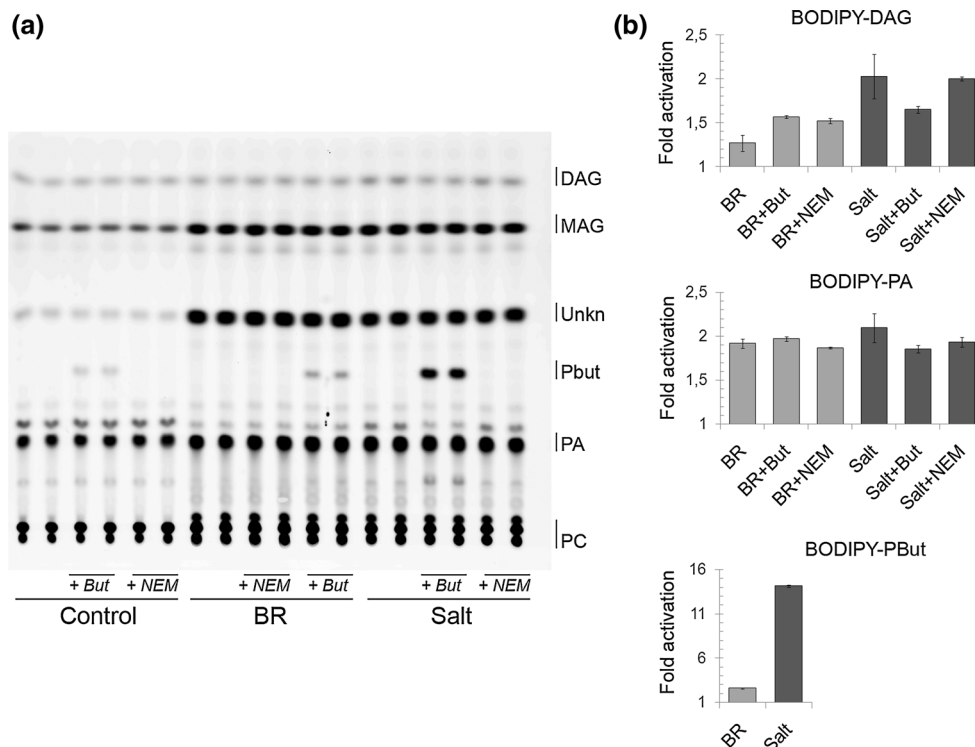 (a)
DAG
MAG
Unkn
Pbut
PA
PC
+ But + NEM + NEM + But + But + NEM
Control BR Salt
(b)
BODIPY-DAG
Fold activation
2,5
2
1,5
1
BR BR+But BR+NEM Salt Salt+But Salt+NEM
BODIPY-PA
Fold activation
2,5
2
1,5
1
BR BR+But BR+NEM Salt Salt+But Salt+NEM
BODIPY-PBut
Fold activation
16
11
6
1
BR Salt